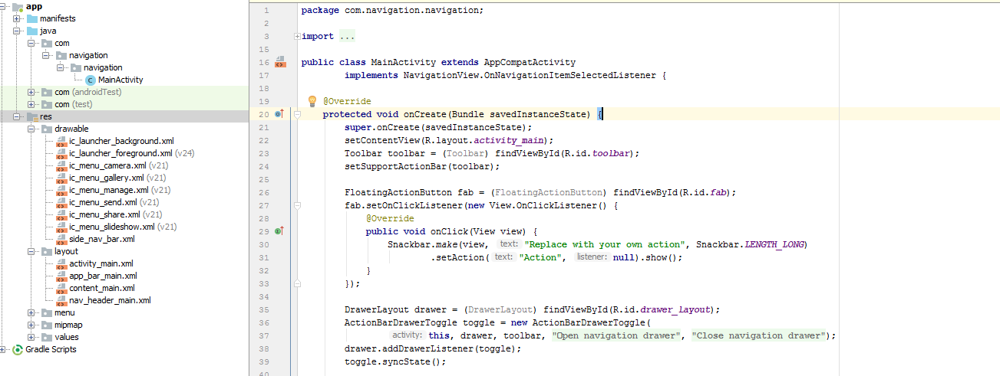 app
manifests
java
com
navigation
navigation
C MainActivity
com (androidTest)
com (test)
res
drawable
ic_launcher_background.xml
ic_launcher_foreground.xml (v24)
ic_menu_camera.xml (v21)
ic_menu_gallery.xml (v21)
ic_menu_manage.xml (v21)
ic_menu_send.xml (v21)
ic_menu_share.xml (v21)
ic_menu_slideshow.xml (v21)
side_nav_bar.xml
layout
activity_main.xml
app_bar_main.xml
content_main.xml
nav_header_main.xml
menu
mipmap
values
Gradle Scripts
1 package com.navigation.navigation;
2
3 import ...
15
16 public class MainActivity extends AppCompatActivity
17 implements NavigationView.OnNavigationItemSelectedListener {
18
19 @Override
20 protected void onCreate(Bundle savedInstanceState) {
21 super.onCreate(savedInstanceState);
22 setContentView(R.layout.activity_main);
23 Toolbar toolbar = (Toolbar) findViewById(R.id.toolbar);
24 setSupportActionBar(toolbar);
25
26 FloatingActionButton fab = (FloatingActionButton) findViewById(R.id.fab);
27 fab.setOnClickListener(new View.OnClickListener() {
28 @Override
29 public void onClick(View view) {
30 Snackbar.make(view, text: "Replace with your own action", Snackbar.LENGTH_LONG)
31 .setAction( text: "Action", listener: null).show();
32 }
33 });
34
35 DrawerLayout drawer = (DrawerLayout) findViewById(R.id.drawer_layout);
36 ActionBarDrawerToggle toggle = new ActionBarDrawerToggle(
37 activity: this, drawer, toolbar, "Open navigation drawer", "Close navigation drawer");
38 drawer.addDrawerListener(toggle);
39 toggle.syncState();
40